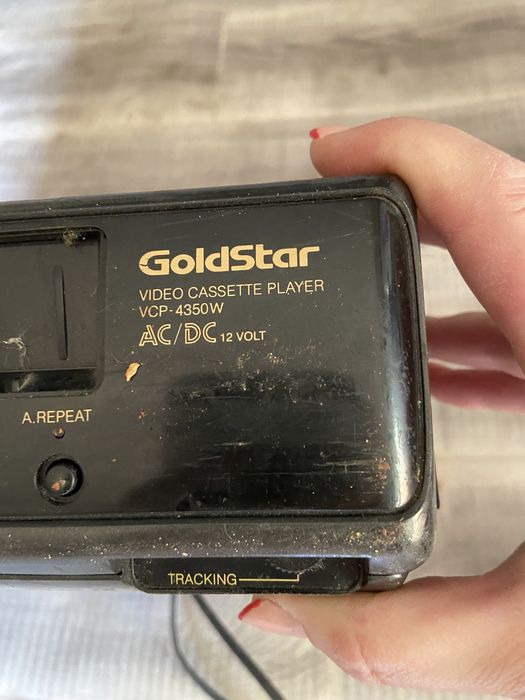 GoldStar
VIDEO CASSETTE PLAYER
VCP-4350W
AC/DC 12 VOLT
A.REPEAT
TRACKING